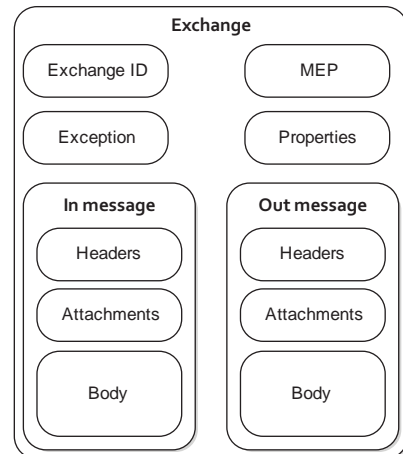 Exchange
Exchange ID
MEP
Exception
Properties
In message
Out message
Headers
Headers
Attachments
Attachments
Body
Body